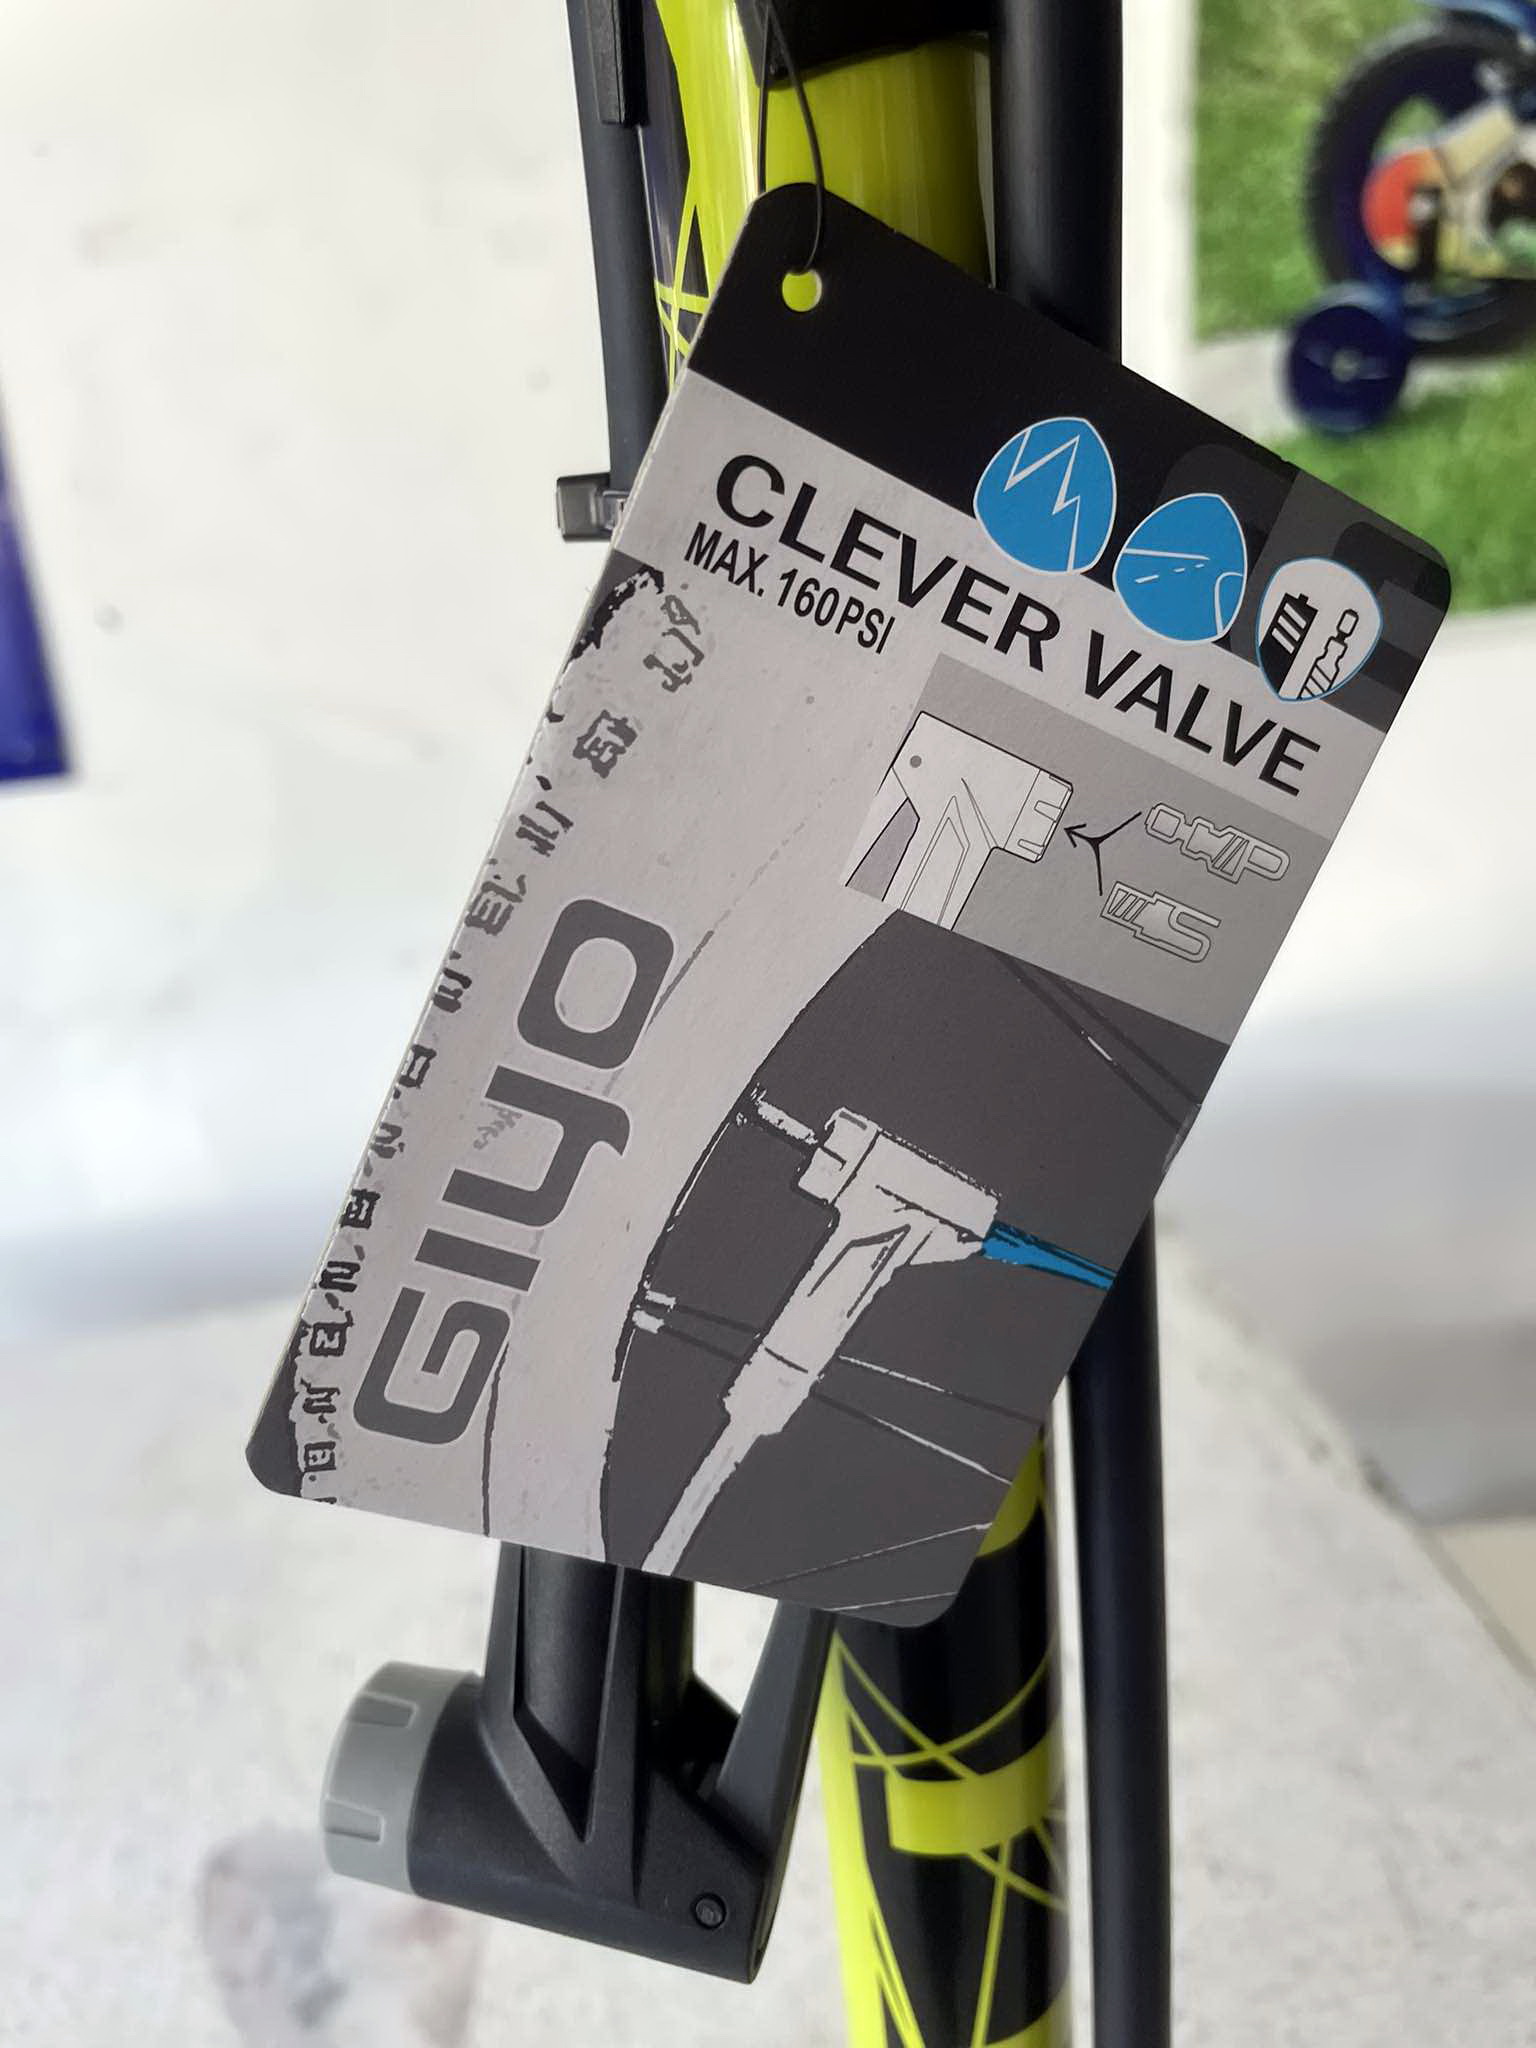 CLEVER VALVE
MAX. 160PSI
P
S
GIYO